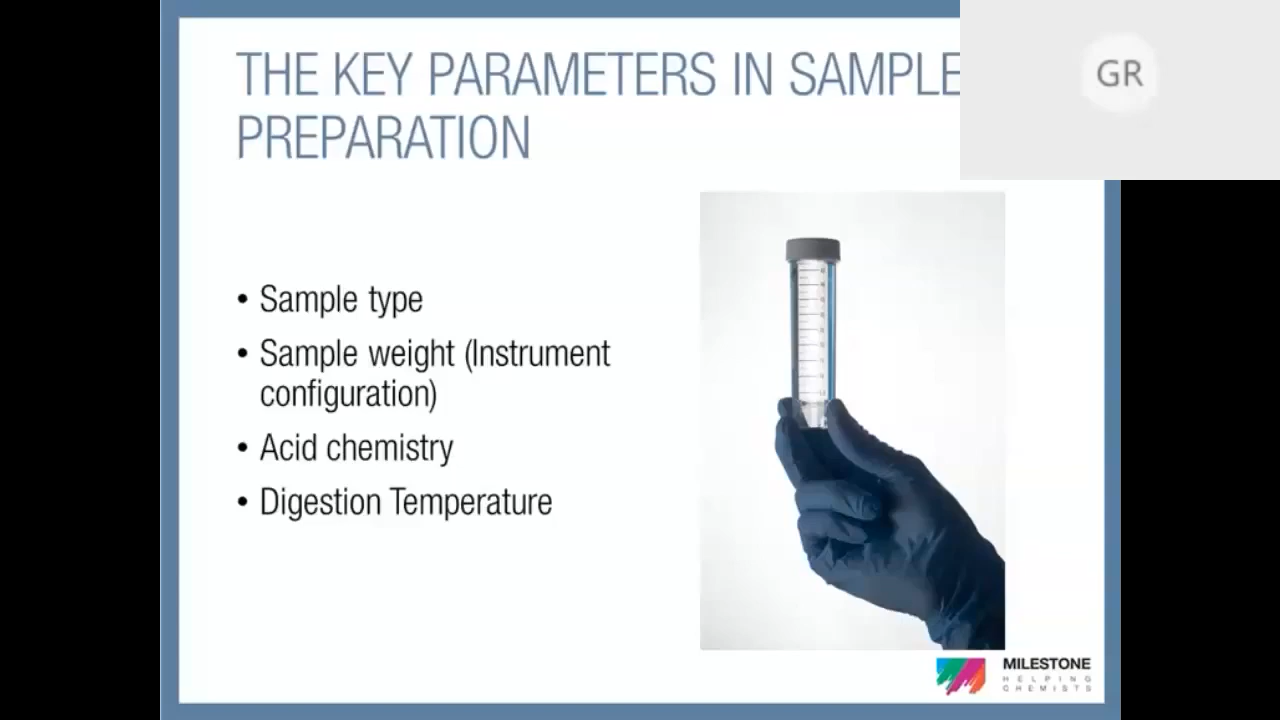 THE KEY PARAMETERS IN SAMPLE
PREPARATION
GR
• Sample type
• Sample weight (Instrument
configuration)
• Acid chemistry
• Digestion Temperature
MILESTONE
HELPING
CHEMISTS